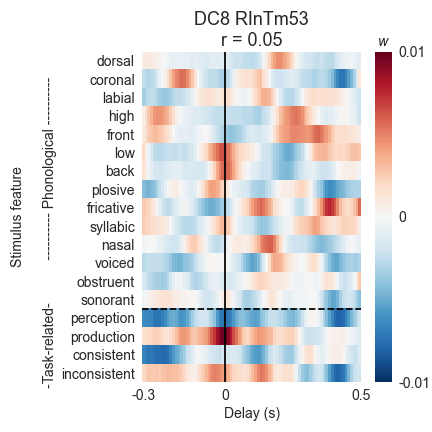 DC8 RInTm53
r = 0.05
w
dorsal
coronal
labial
high
front
low
back
plosive
fricative
syllabic
nasal
voiced
obstruent
sonorant
perception
production
consistent
inconsistent
Stimulus feature
-Task-related- --------- Phonological ----------
-0.3
0
0.5
Delay (s)
0.01
0
-0.01